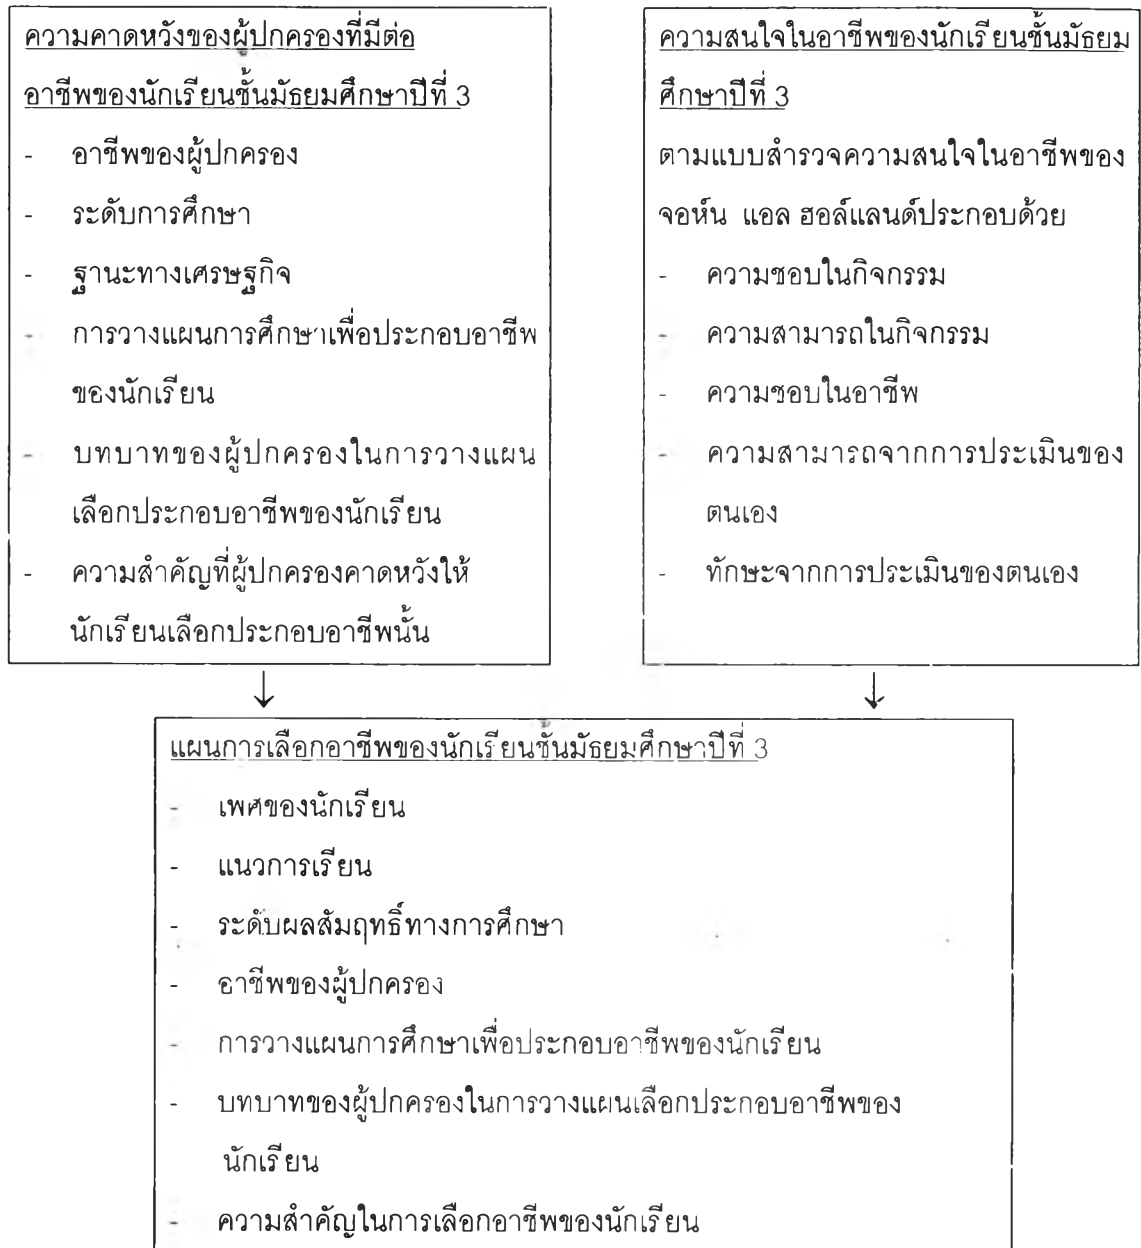 ความคาดหวังของผู้ปกครองที่มีต่อ
อาชีพของนักเรียนชั้นมัธยมศึกษาปีที่ 3
- อาชีพของผู้ปกครอง
- ระดับการศึกษา
- ฐานะทางเศรษฐกิจ
- การวางแผนการศึกษาเพื่อประกอบอาชีพ
ของนักเรียน
- บทบาทของผู้ปกครองในการวางแผน
เลือกประกอบอาชีพของนักเรียน
- ความสำคัญที่ผู้ปกครองคาดหวังให้
นักเรียนเลือกประกอบอาชีพนั้น
ความสนใจในอาชีพของนักเรียนชั้นมัธยม
ศึกษาปีที่ 3
ตามแบบสำรวจความสนใจในอาชีพของ
จอห์น แอล ฮอล์แลนด์ประกอบด้วย
- ความชอบในกิจกรรม
- ความสามารถในกิจกรรม
- ความชอบในอาชีพ
- ความสามารถจากการประเมินของ
ตนเอง
- ทักษะจากการประเมินของตนเอง
แผนการเลือกอาชีพของนักเรียนชั้นมัธยมศึกษาปีที่ 3
- เพศของนักเรียน
- แนวการเรียน
- ระดับผลสัมฤทธิ์ทางการศึกษา
- อาชีพของผู้ปกครอง
- การวางแผนการศึกษาเพื่อประกอบอาชีพของนักเรียน
- บทบาทของผู้ปกครองในการวางแผนเลือกประกอบอาชีพของ
นักเรียน
- ความสำคัญในการเลือกอาชีพของนักเรียน